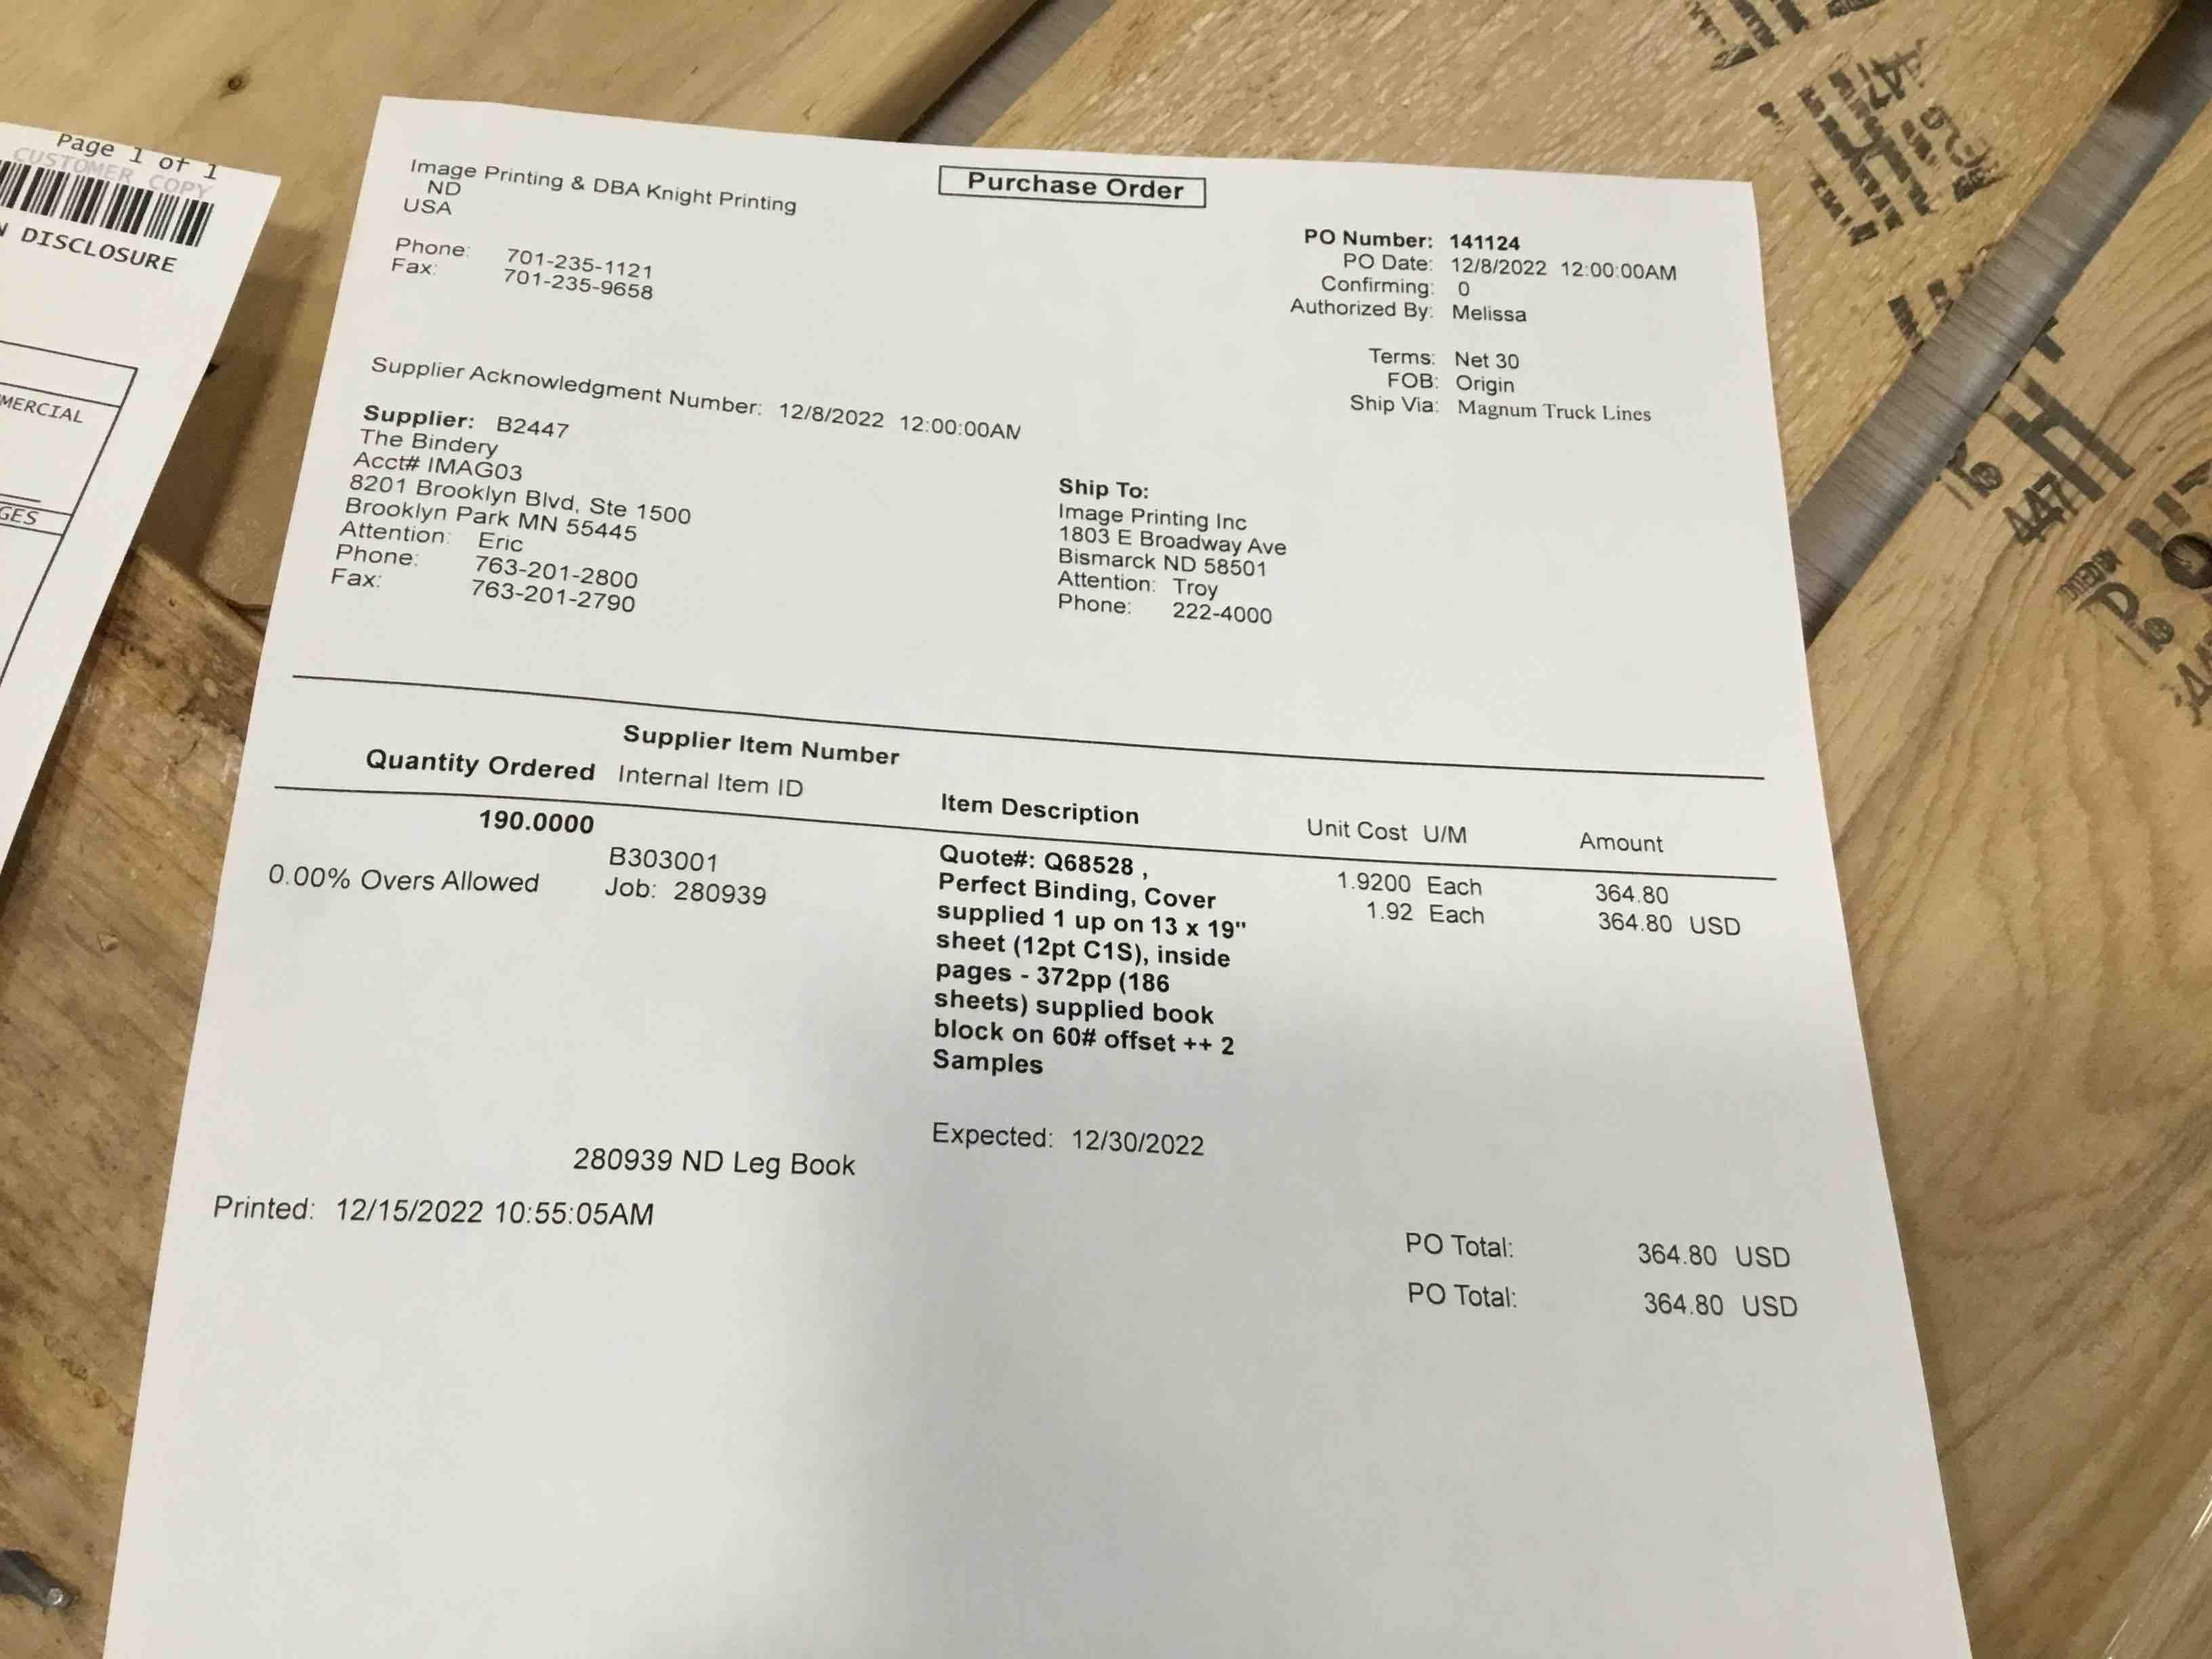 Page 1 of 1
CUSTOMER COPY
DISCLOSURE
MERCIAL
GES
Image Printing & DBA Knight Printing
ND
USA
Phone: 701-235-1121
Fax: 701-235-9658
Purchase Order
PO Number: 141124
PO Date: 12/8/2022 12:00:00AM
Confirming: 0
Authorized By: Melissa
Terms: Net 30
FOB: Origin
Ship Via: Magnum Truck Lines
Supplier Acknowledgment Number: 12/8/2022 12:00:00AM
Supplier: B2447
The Bindery
Acct# IMAG03
8201 Brooklyn Blvd, Ste 1500
Brooklyn Park MN 55445
Attention: Eric
Phone: 763-201-2800
Fax: 763-201-2790
Ship To:
Image Printing Inc
1803 E Broadway Ave
Bismarck ND 58501
Attention: Troy
Phone: 222-4000
Supplier Item Number
Quantity Ordered Internal Item ID Item Description Unit Cost U/M Amount
190.0000
B303001
0.00% Overs Allowed Job: 280939
Quote#: Q68528 ,
Perfect Binding, Cover
supplied 1 up on 13 x 19"
sheet (12pt C1S), inside
pages - 372pp (186
sheets) supplied book
block on 60# offset ++ 2
Samples
1.9200 Each 364.80
1.92 Each 364.80 USD
Expected: 12/30/2022
280939 ND Leg Book
Printed: 12/15/2022 10:55:05AM
PO Total: 364.80 USD
PO Total: 364.80 USD
447